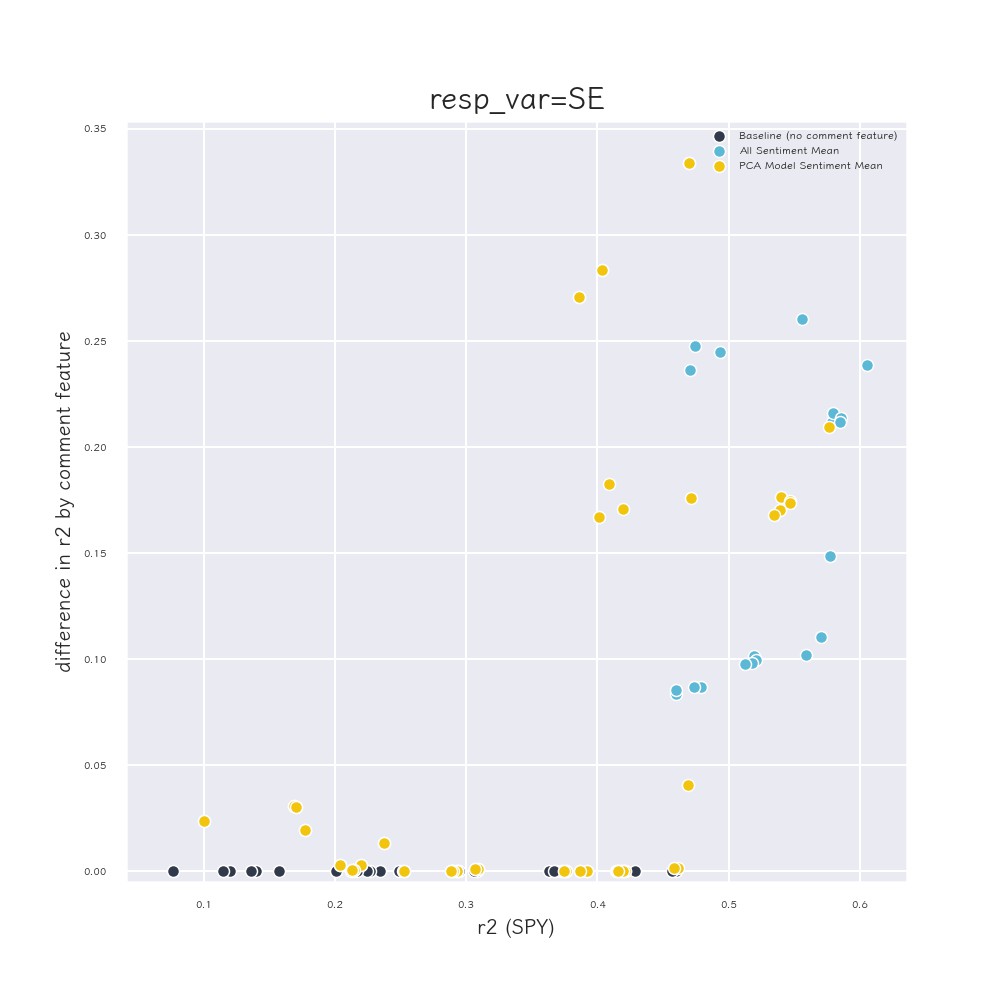 resp_var=SE
0.35
0.30
0.25
0.20
0.15
0.10
0.05
0.00
difference in r2 by comment feature
Baseline (no comment feature)
All Sentiment Mean
PCA Model Sentiment Mean
0.1
0.2
0.3
0.4
0.5
0.6
r2 (SPY)